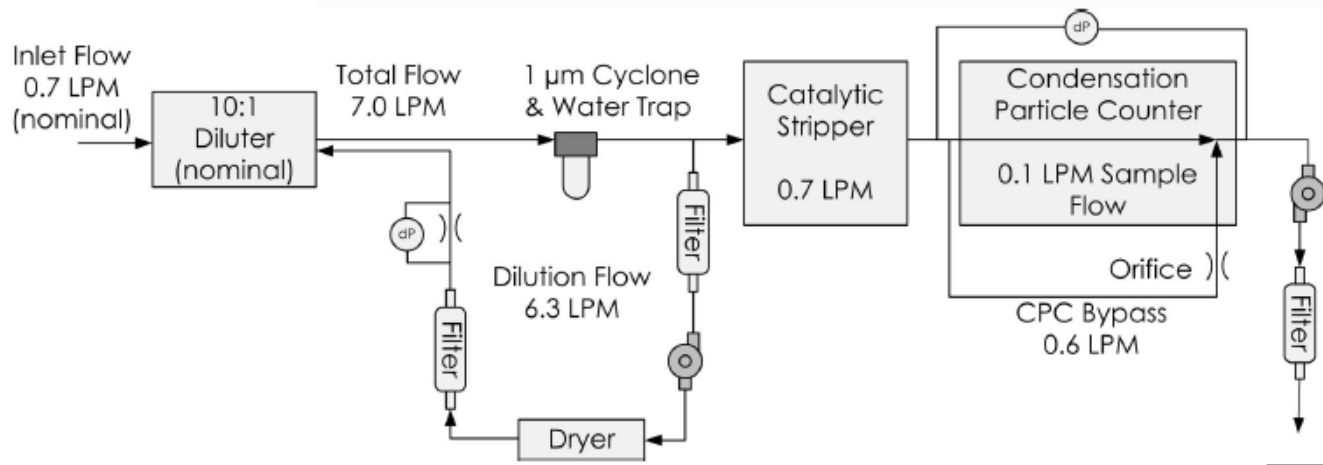 Inlet Flow
0.7 LPM
(nominal)
10:1
Diluter
(nominal)
Total Flow
7.0 LPM
1 µm Cyclone
& Water Trap
Catalytic
Stripper
0.7 LPM
dP
Condensation
Particle Counter
0.1 LPM Sample
Flow
dP
Filter
Dilution Flow
6.3 LPM
Filter
Dryer
Orifice
CPC Bypass
0.6 LPM
Filter